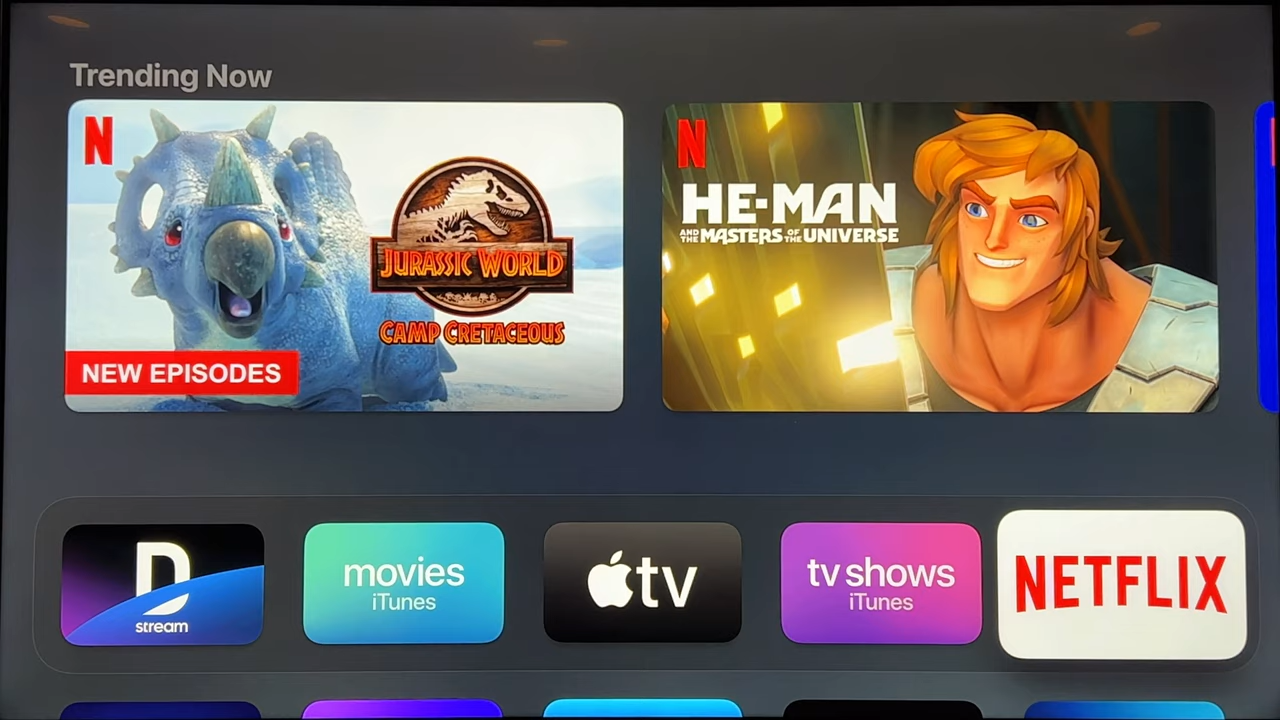 Trending Now
N
JURASSIC WORLD
CAMP CRETACEOUS
NEW EPISODES
N
HE-MAN
AND THE MASTERS OF THE UNIVERSE
D
stream
movies
iTunes
tv
tv shows
iTunes
NETFLIX